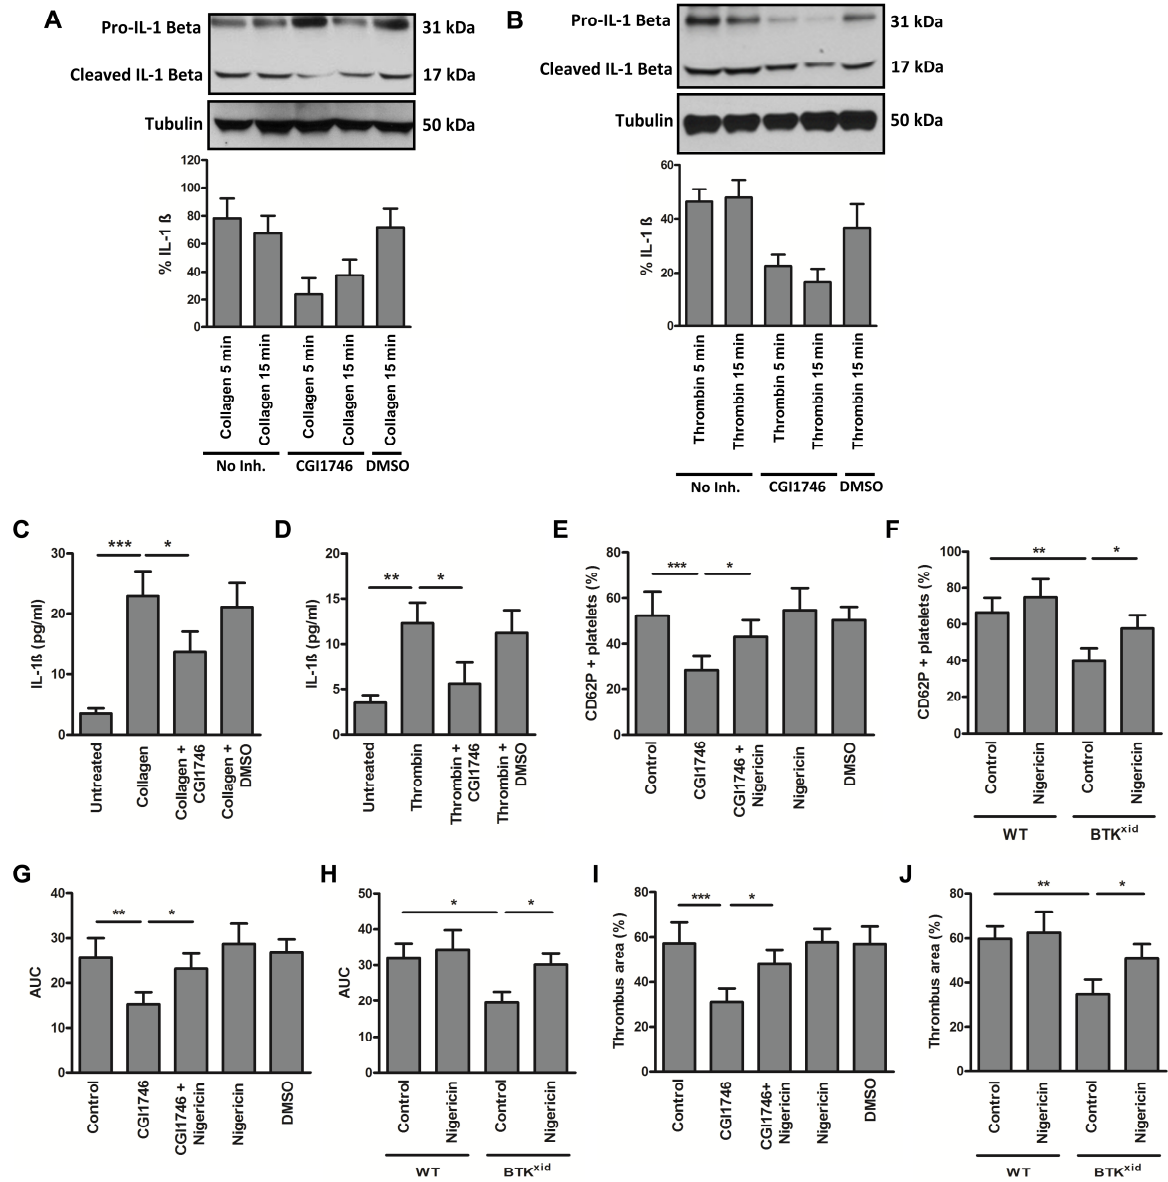 A
Pro-IL-1 Beta
31 kDa
Cleaved IL-1 Beta
17 kDa
Tubulin
50 kDa
120
100
80
60
40
20
0
% IL-1 ß
Collagen 5 min
Collagen 15 min
Collagen 5 min
Collagen 15 min
Collagen 15 min
No Inh.
CGI1746
DMSO
B
Pro-IL-1 Beta
31 kDa
Cleaved IL-1 Beta
17 kDa
Tubulin
50 kDa
60
40
20
0
% IL-1 ß
Thrombin 5 min
Thrombin 15 min
Thrombin 5 min
Thrombin 15 min
Thrombin 15 min
No Inh.
CGI1746
DMSO
C
*** *
30
20
10
0
IL-1ß (pg/ml)
Untreated
Collagen
Collagen +
CGI1746
Collagen +
DMSO
D
** *
20
15
10
5
0
IL-1ß (pg/ml)
Untreated
Thrombin
Thrombin +
CGI1746
Thrombin +
DMSO
E
*** *
80
60
40
20
0
CD62P + platelets (%)
Control
CGI1746
CGI1746 +
Nigericin
Nigericin
DMSO
F
** *
100
80
60
40
20
0
CD62P + platelets (%)
Control
Nigericin
Control
Nigericin
WT
BTKxid
G
** *
40
30
20
10
0
AUC
Control
CGI1746
CGI1746 +
Nigericin
Nigericin
DMSO
H
* *
50
40
30
20
10
0
AUC
Control
Nigericin
Control
Nigericin
WT
BTKxid
I
*** *
80
60
40
20
0
Thrombus area (%)
Control
CGI1746
CGI1746+
Nigericin
Nigericin
DMSO
J
** *
80
60
40
20
0
Thrombus area (%)
Control
Nigericin
Control
Nigericin
WT
BTKxid